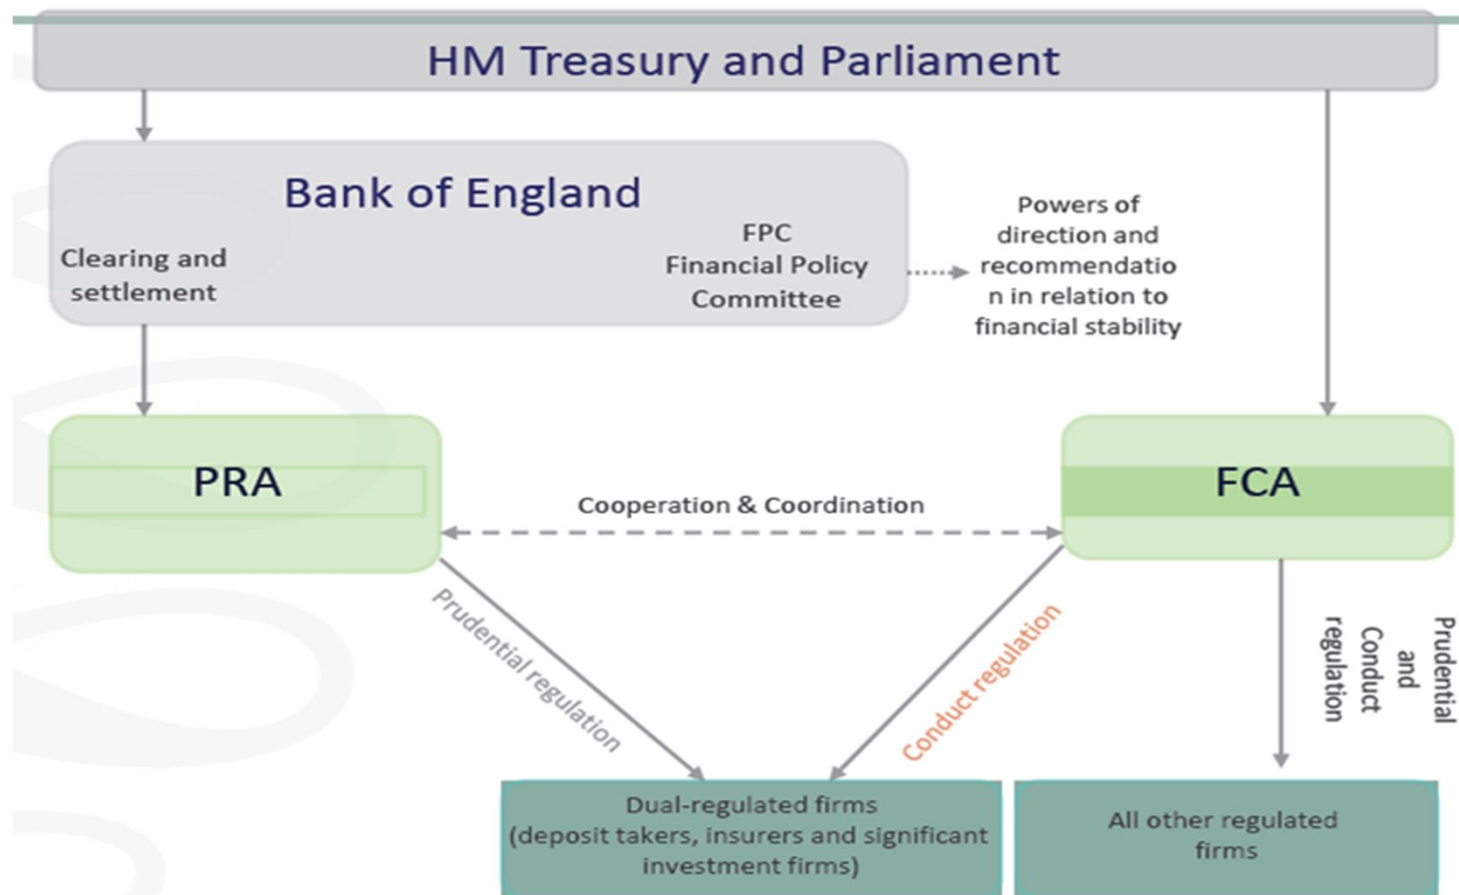 HM Treasury and Parliament
Bank of England
Clearing and
settlement
FPC
Financial Policy
Committee
Powers of
direction and
recommendatio
n in relation to
financial stability
PRA
FCA
Cooperation & Coordination
Prudential regulation
Conduct regulation
Prudential
and
Conduct
regulation
Dual-regulated firms
(deposit takers, insurers and significant
investment firms)
All other regulated
firms